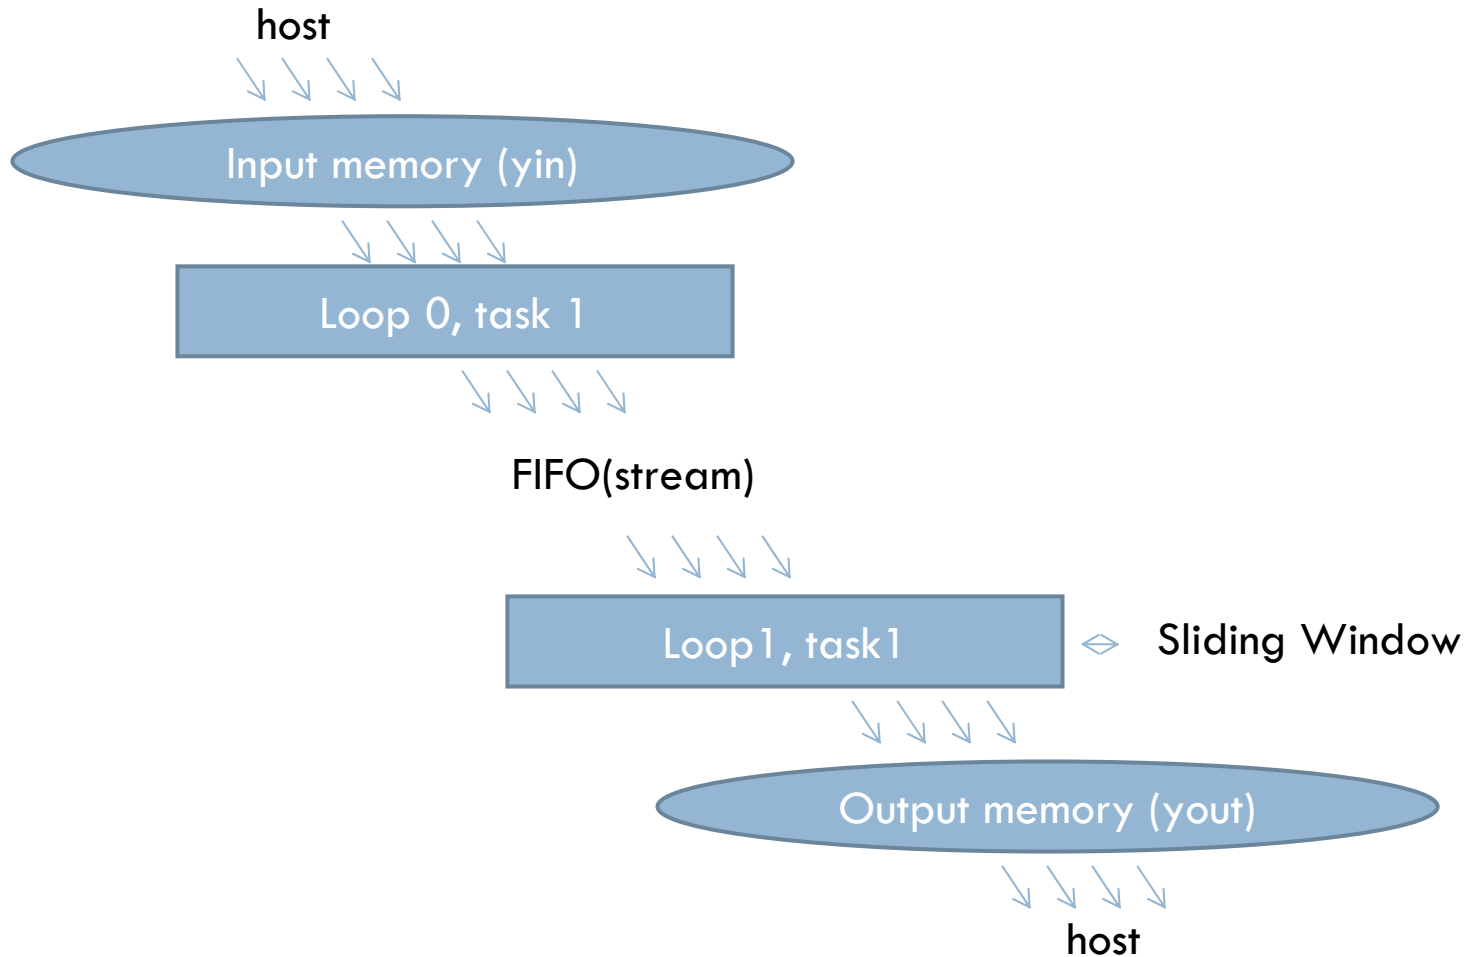 host
Input memory (yin)
Loop 0, task 1
FIFO(stream)
Loop1, task1
Sliding Window
Output memory (yout)
host